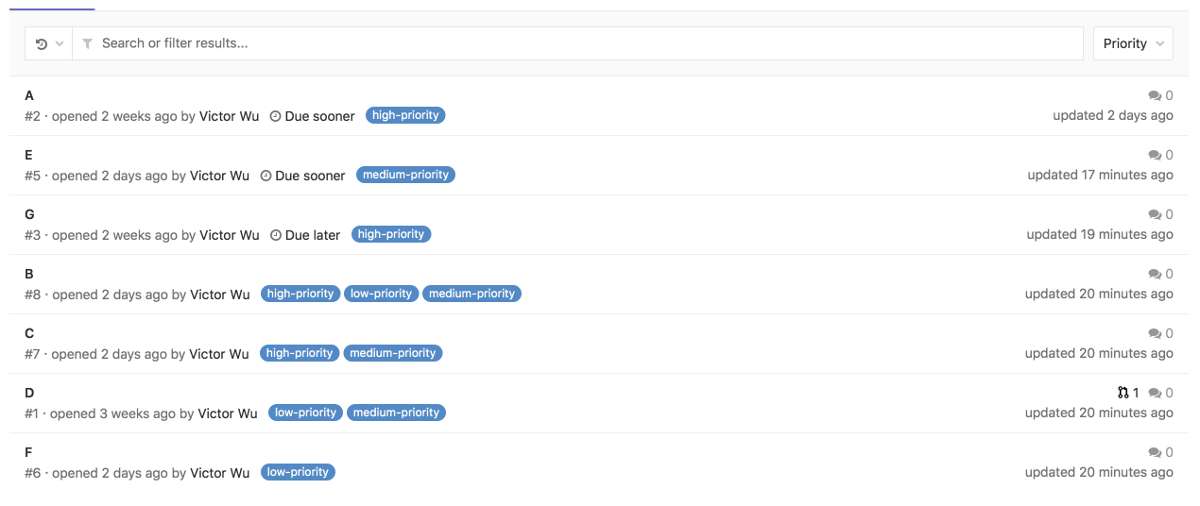 Search or filter results...
Priority
A
0
#2 · opened 2 weeks ago by Victor Wu Due sooner high-priority
updated 2 days ago
E
0
#5 · opened 2 days ago by Victor Wu Due sooner medium-priority
updated 17 minutes ago
G
0
#3 · opened 2 weeks ago by Victor Wu Due later high-priority
updated 19 minutes ago
B
0
#8 · opened 2 days ago by Victor Wu high-priority low-priority medium-priority
updated 20 minutes ago
C
0
#7 · opened 2 days ago by Victor Wu high-priority medium-priority
updated 20 minutes ago
D
1 0
#1 · opened 3 weeks ago by Victor Wu low-priority medium-priority
updated 20 minutes ago
F
0
#6 · opened 2 days ago by Victor Wu low-priority
updated 20 minutes ago